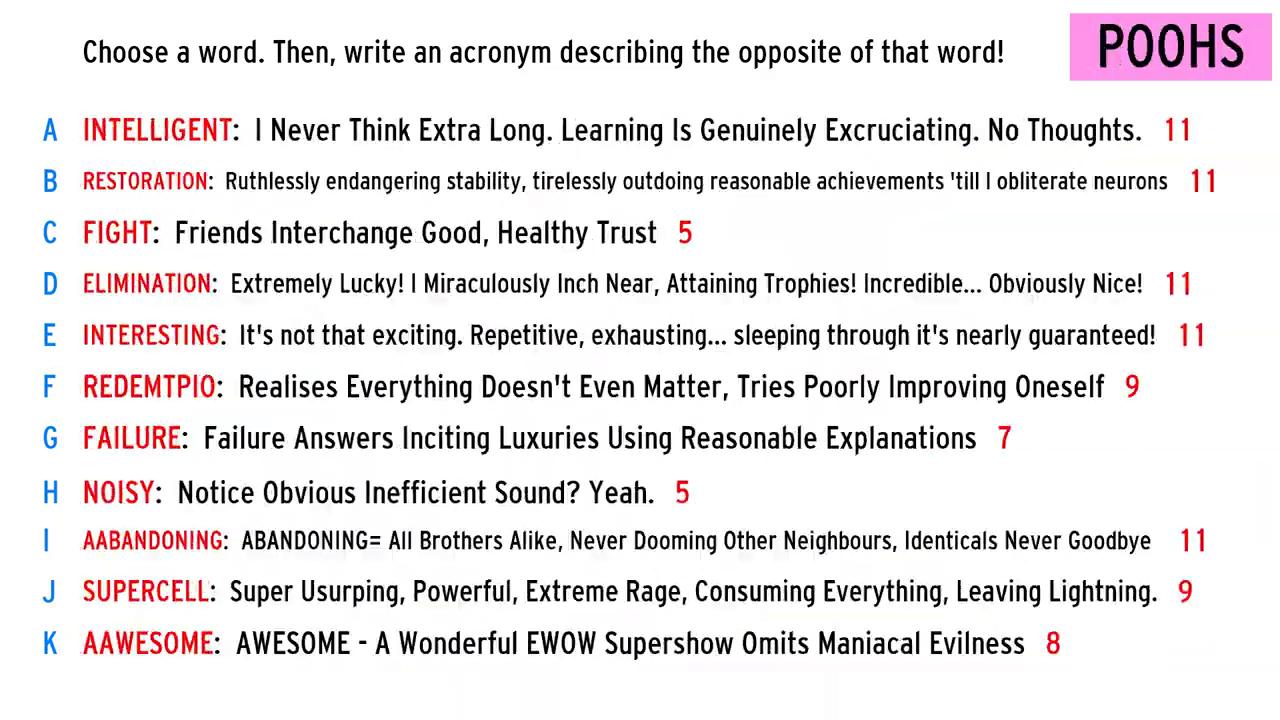 Choose a word. Then, write an acronym describing the opposite of that word!
POOHS
A INTELLIGENT: I Never Think Extra Long. Learning Is Genuinely Excruciating. No Thoughts. 11
B RESTORATION: Ruthlessly endangering stability, tirelessly outdoing reasonable achievements 'till I obliterate neurons 11
C FIGHT: Friends Interchange Good, Healthy Trust 5
D ELIMINATION: Extremely Lucky! I Miraculously Inch Near, Attaining Trophies! Incredible... Obviously Nice! 11
E INTERESTING: It's not that exciting. Repetitive, exhausting... sleeping through it's nearly guaranteed! 11
F REDEMTPIO: Realises Everything Doesn't Even Matter, Tries Poorly Improving Oneself 9
G FAILURE: Failure Answers Inciting Luxuries Using Reasonable Explanations 7
H NOISY: Notice Obvious Inefficient Sound? Yeah. 5
I AABANDONING: ABANDONING= All Brothers Alike, Never Dooming Other Neighbours, Identicals Never Goodbye 11
J SUPERCELL: Super Usurping, Powerful, Extreme Rage, Consuming Everything, Leaving Lightning. 9
K AAWESOME: AWESOME - A Wonderful EWOW Supershow Omits Maniacal Evilness 8